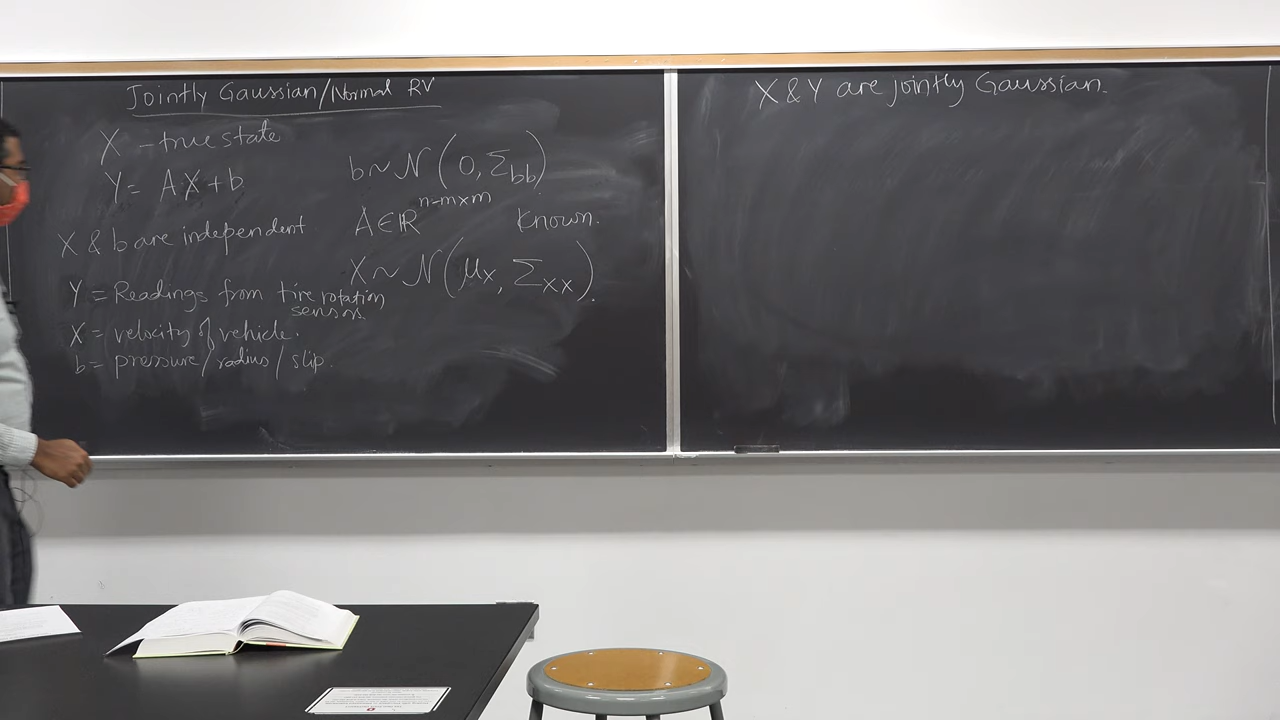 Jointly Gaussian/Normal RV
X - true state
Y = AX + b
X & b are independent
Y = Readings from tire rotation sensors
X = velocity of vehicle.
b = pressure/radius/slip.
b ~ N(0, Σbb)
A ∈ ℝ^{n-m×m} known.
X ~ N(μx, Σxx).
X & Y are jointly Gaussian.